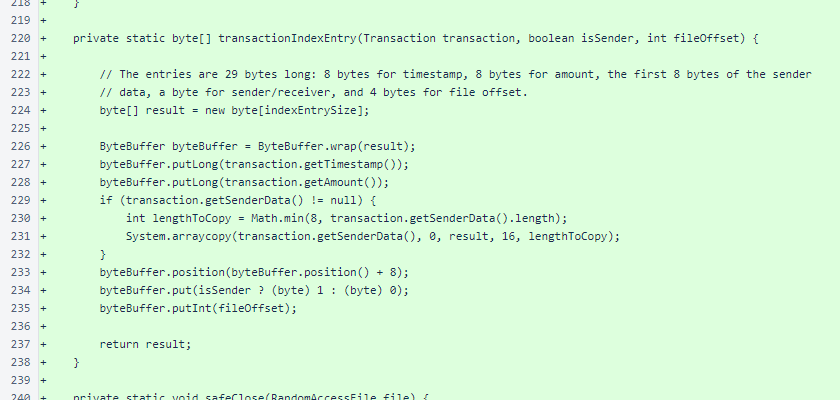 218 + }
219 +
220 + private static byte[] transactionIndexEntry(Transaction transaction, boolean isSender, int fileOffset) {
221 +
222 + // The entries are 29 bytes long: 8 bytes for timestamp, 8 bytes for amount, the first 8 bytes of the sender
223 + // data, a byte for sender/receiver, and 4 bytes for file offset.
224 + byte[] result = new byte[indexEntrySize];
225 +
226 + ByteBuffer byteBuffer = ByteBuffer.wrap(result);
227 + byteBuffer.putLong(transaction.getTimestamp());
228 + byteBuffer.putLong(transaction.getAmount());
229 + if (transaction.getSenderData() != null) {
230 + int lengthToCopy = Math.min(8, transaction.getSenderData().length);
231 + System.arraycopy(transaction.getSenderData(), 0, result, 16, lengthToCopy);
232 + }
233 + byteBuffer.position(byteBuffer.position() + 8);
234 + byteBuffer.put(isSender ? (byte) 1 : (byte) 0);
235 + byteBuffer.putInt(fileOffset);
236 +
237 + return result;
238 + }
239 +
240 + private static void safeClose(RandomAccessFile file) {